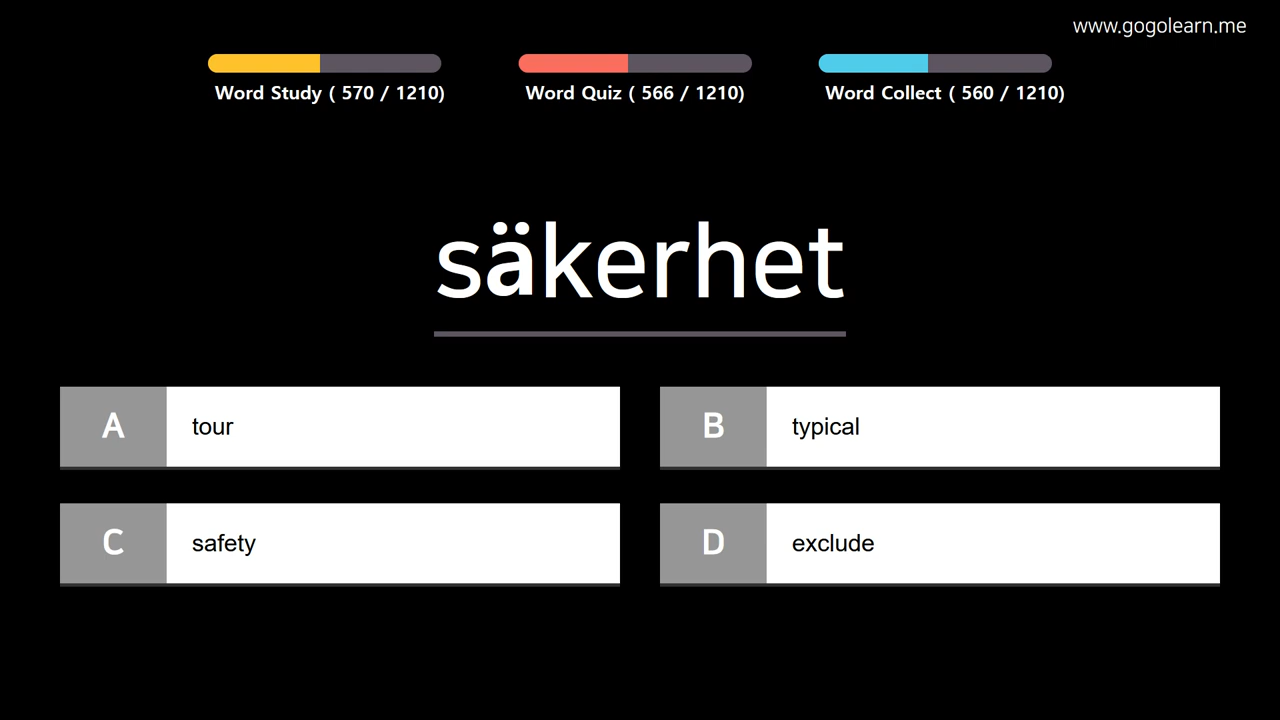 www.gogolearn.me
Word Study ( 570 / 1210)
Word Quiz ( 566 / 1210)
Word Collect ( 560 / 1210)
säkerhet
A tour
B typical
C safety
D exclude